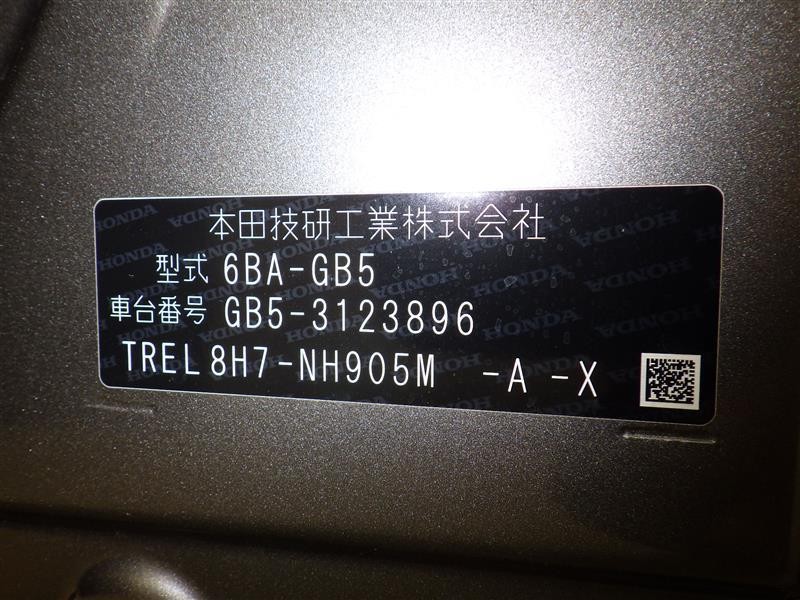 本田技研工業株式会社
型式 6BA-GB5
車台番号 GB5-3123896
TREL 8H7-NH905M -A -X